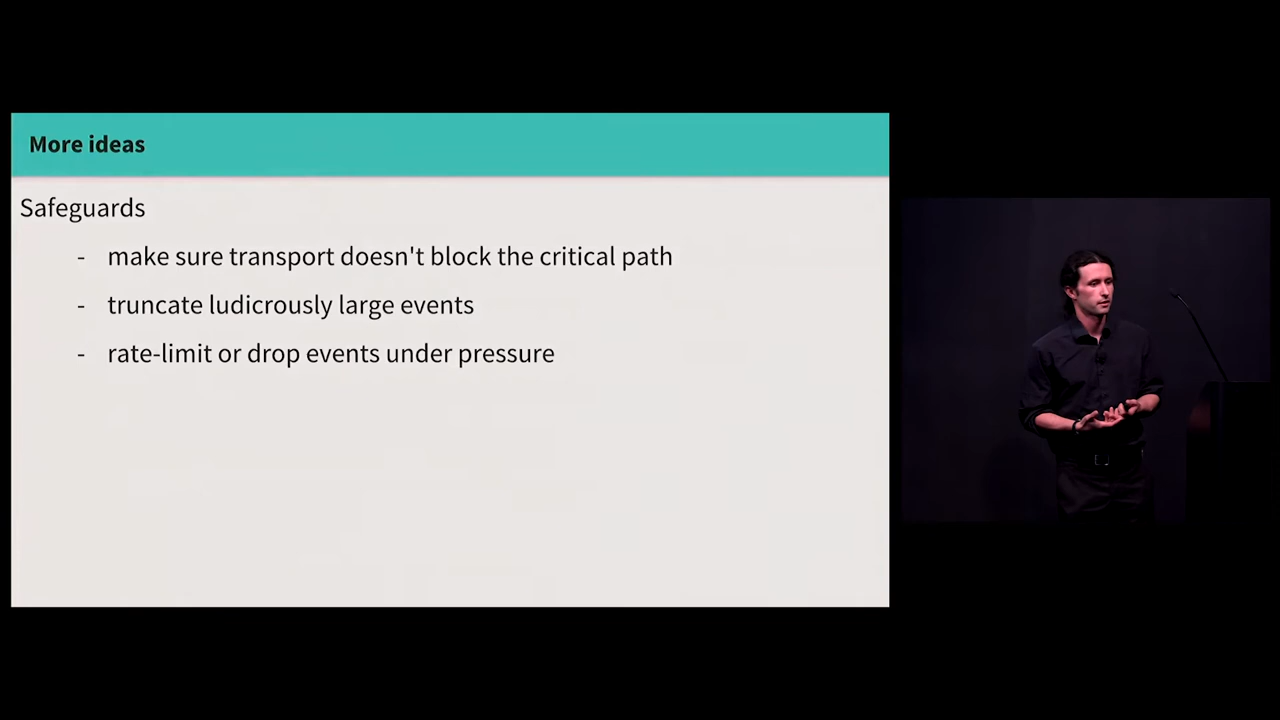 More ideas
Safeguards
- make sure transport doesn't block the critical path
- truncate ludicrously large events
- rate-limit or drop events under pressure